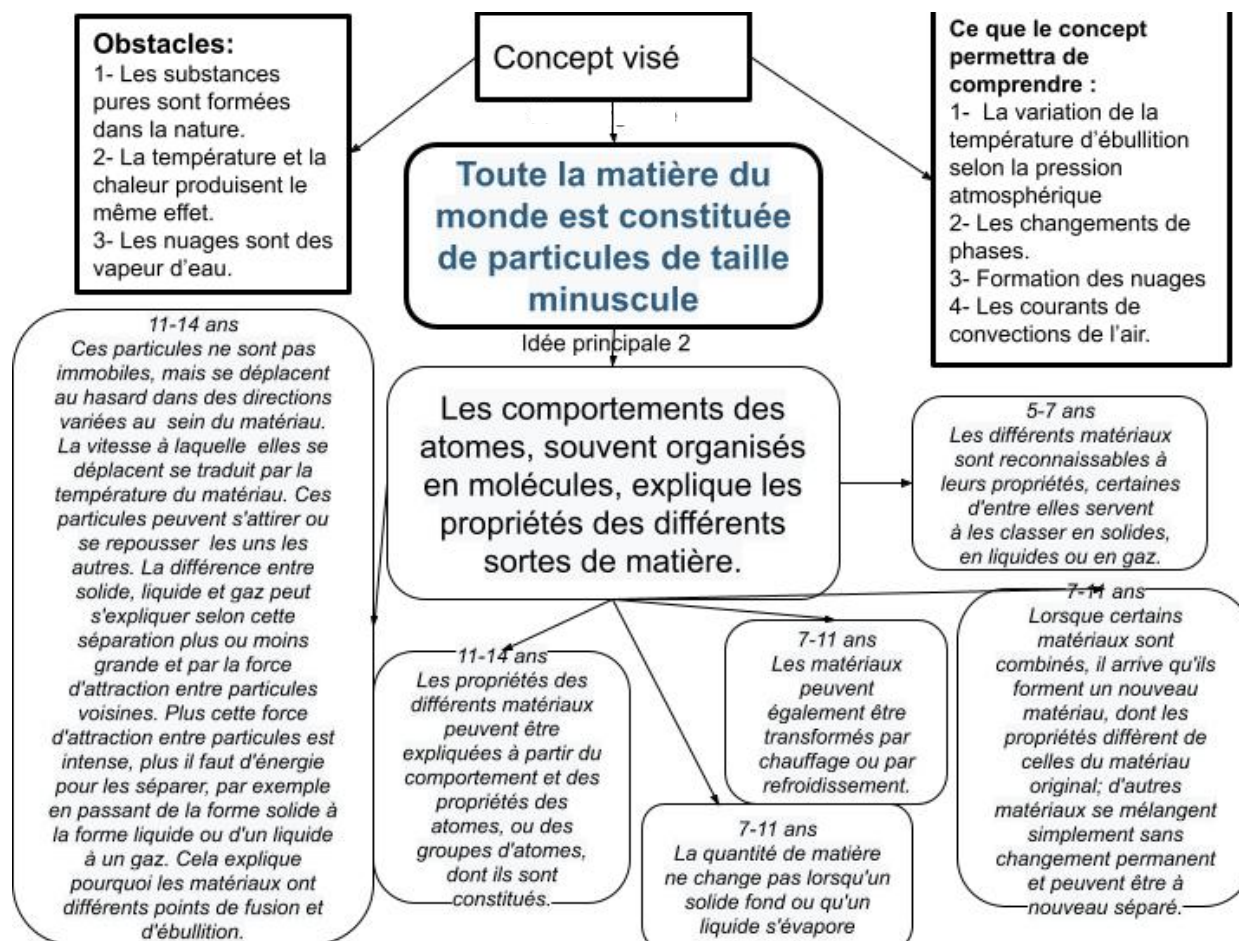 Obstacles:
1- Les substances
pures sont formées
dans la nature.
2- La température et la
chaleur produisent le
même effet.
3- Les nuages sont des
vapeur d'eau.
Concept visé
Ce que le concept
permettra de
comprendre :
1- La variation de la
température d'ébullition
selon la pression
atmosphérique
2- Les changements de
phases.
3- Formation des nuages
4- Les courants de
convections de l'air.
Toute la matière du
monde est constituée
de particules de taille
minuscule
Idée principale 2
11-14 ans
Ces particules ne sont pas
immobiles, mais se déplacent
au hasard dans des directions
variées au sein du matériau.
La vitesse à laquelle elles se
déplacent se traduit par la
température du matériau. Ces
particules peuvent s'attirer ou
se repousser les uns les
autres. La différence entre
solide, liquide et gaz peut
s'expliquer selon cette
séparation plus ou moins
grande et par la force
d'attraction entre particules
voisines. Plus cette force
d'attraction entre particules est
intense, plus il faut d'énergie
pour les séparer, par exemple
en passant de la forme solide à
la forme liquide ou d'un liquide
à un gaz. Cela explique
pourquoi les matériaux ont
différents points de fusion et
d'ébullition.
Les comportements des
atomes, souvent organisés
en molécules, explique les
propriétés des différents
sortes de matière.
5-7 ans
Les différents matériaux
sont reconnaissables à
leurs propriétés, certaines
d'entre elles servent
à les classer en solides,
en liquides ou en gaz.
11-14 ans
Les propriétés des
différents matériaux
peuvent être
expliquées à partir du
comportement et des
propriétés des
atomes, ou des
groupes d'atomes,
dont ils sont
constitués.
7-11 ans
Les matériaux
peuvent
également être
transformés par
chauffage ou par
refroidissement.
7-11 ans
La quantité de matière
ne change pas lorsqu'un
solide fond ou qu'un
liquide s'évapore
7-11 ans
Lorsque certains
matériaux sont
combinés, il arrive qu'ils
forment un nouveau
matériau, dont les
propriétés diffèrent de
celles du matériau
original; d'autres
matériaux se mélangent
simplement sans
changement permanent
et peuvent être à
nouveau séparé.